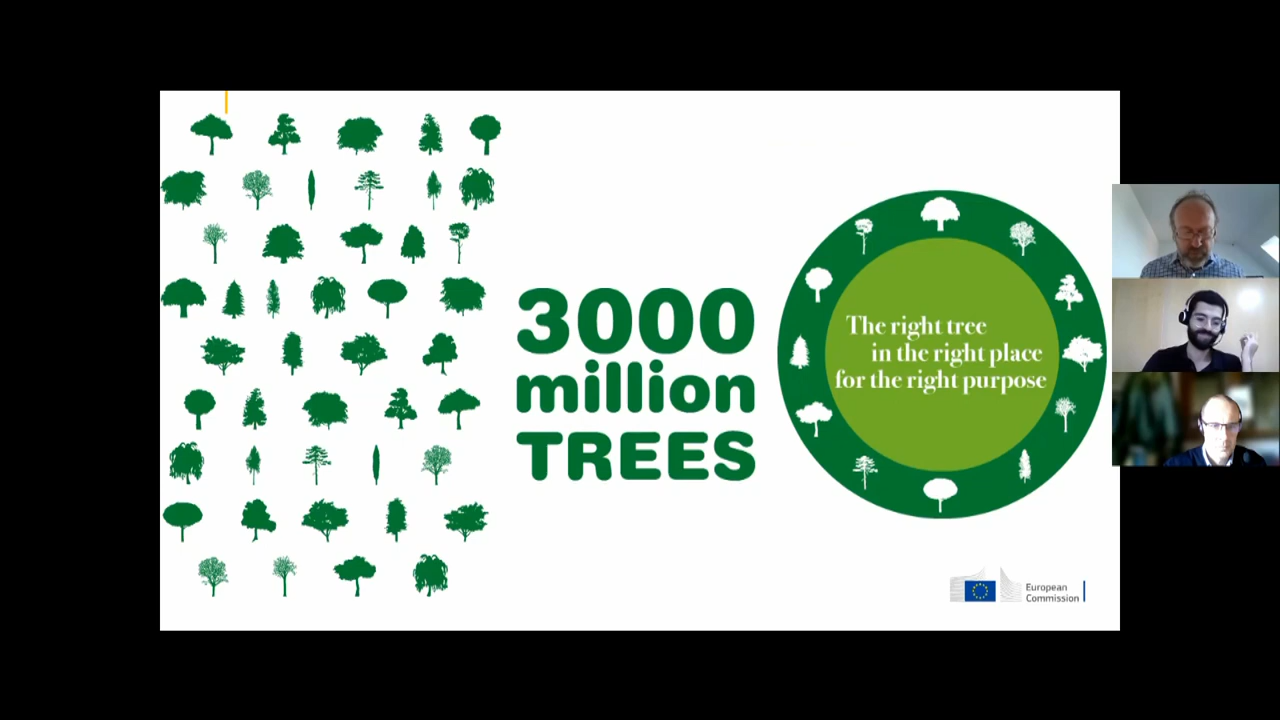 3000
million
TREES
The right tree
in the right place
for the right purpose
European
Commission